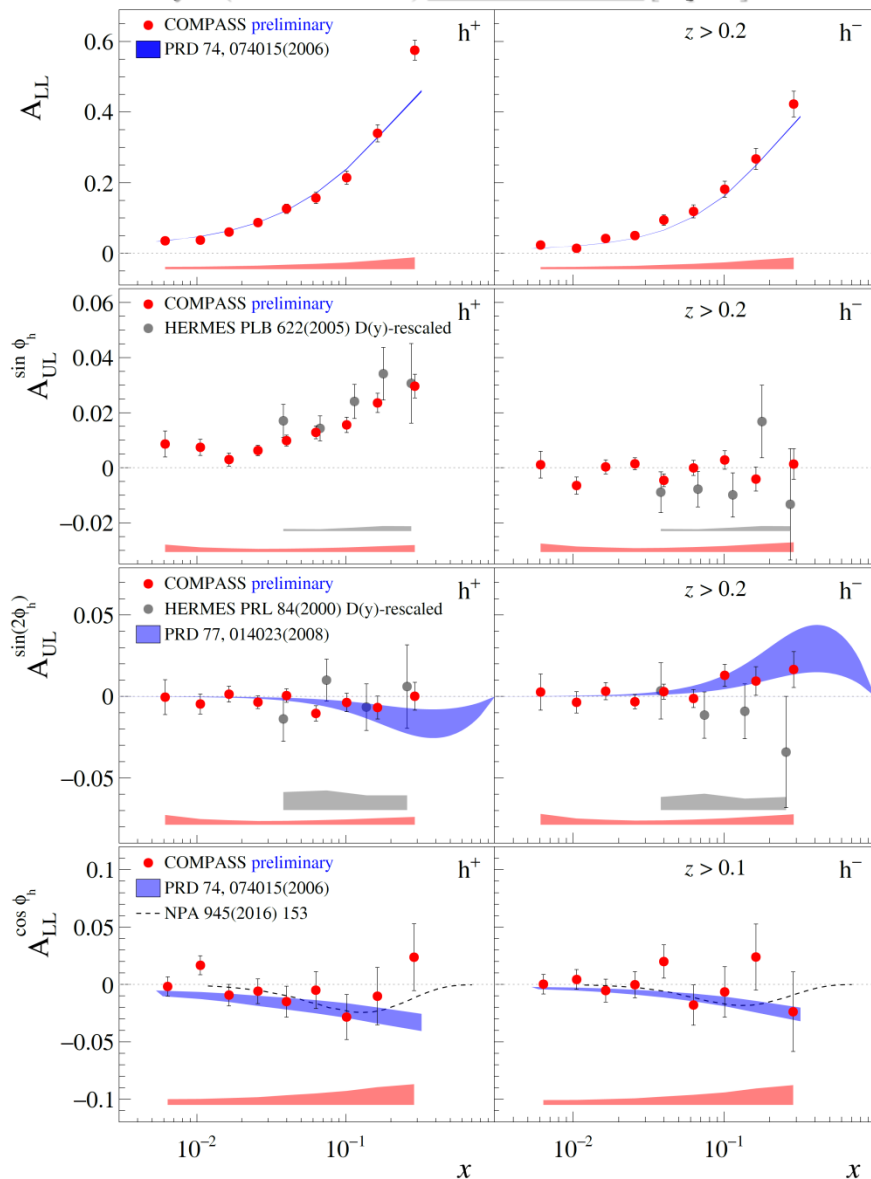 COMPASS preliminary h⁺
PRD 74, 074015(2006)
z > 0.2 h⁻
A_LL
0.6
0.4
0.2
0
COMPASS preliminary h⁺
HERMES PLB 622(2005) D(y)-rescaled
z > 0.2 h⁻
A_UL^sin ϕ_h
0.06
0.04
0.02
0
−0.02
COMPASS preliminary h⁺
HERMES PRL 84(2000) D(y)-rescaled
PRD 77, 014023(2008)
z > 0.2 h⁻
A_UL^sin(2ϕ_h)
0.05
0
−0.05
COMPASS preliminary h⁺
PRD 74, 074015(2006)
NPA 945(2016) 153
z > 0.1 h⁻
A_LL^cos ϕ_h
0.1
0.05
0
−0.05
−0.1
10⁻² 10⁻¹ 10⁻² 10⁻¹
x x